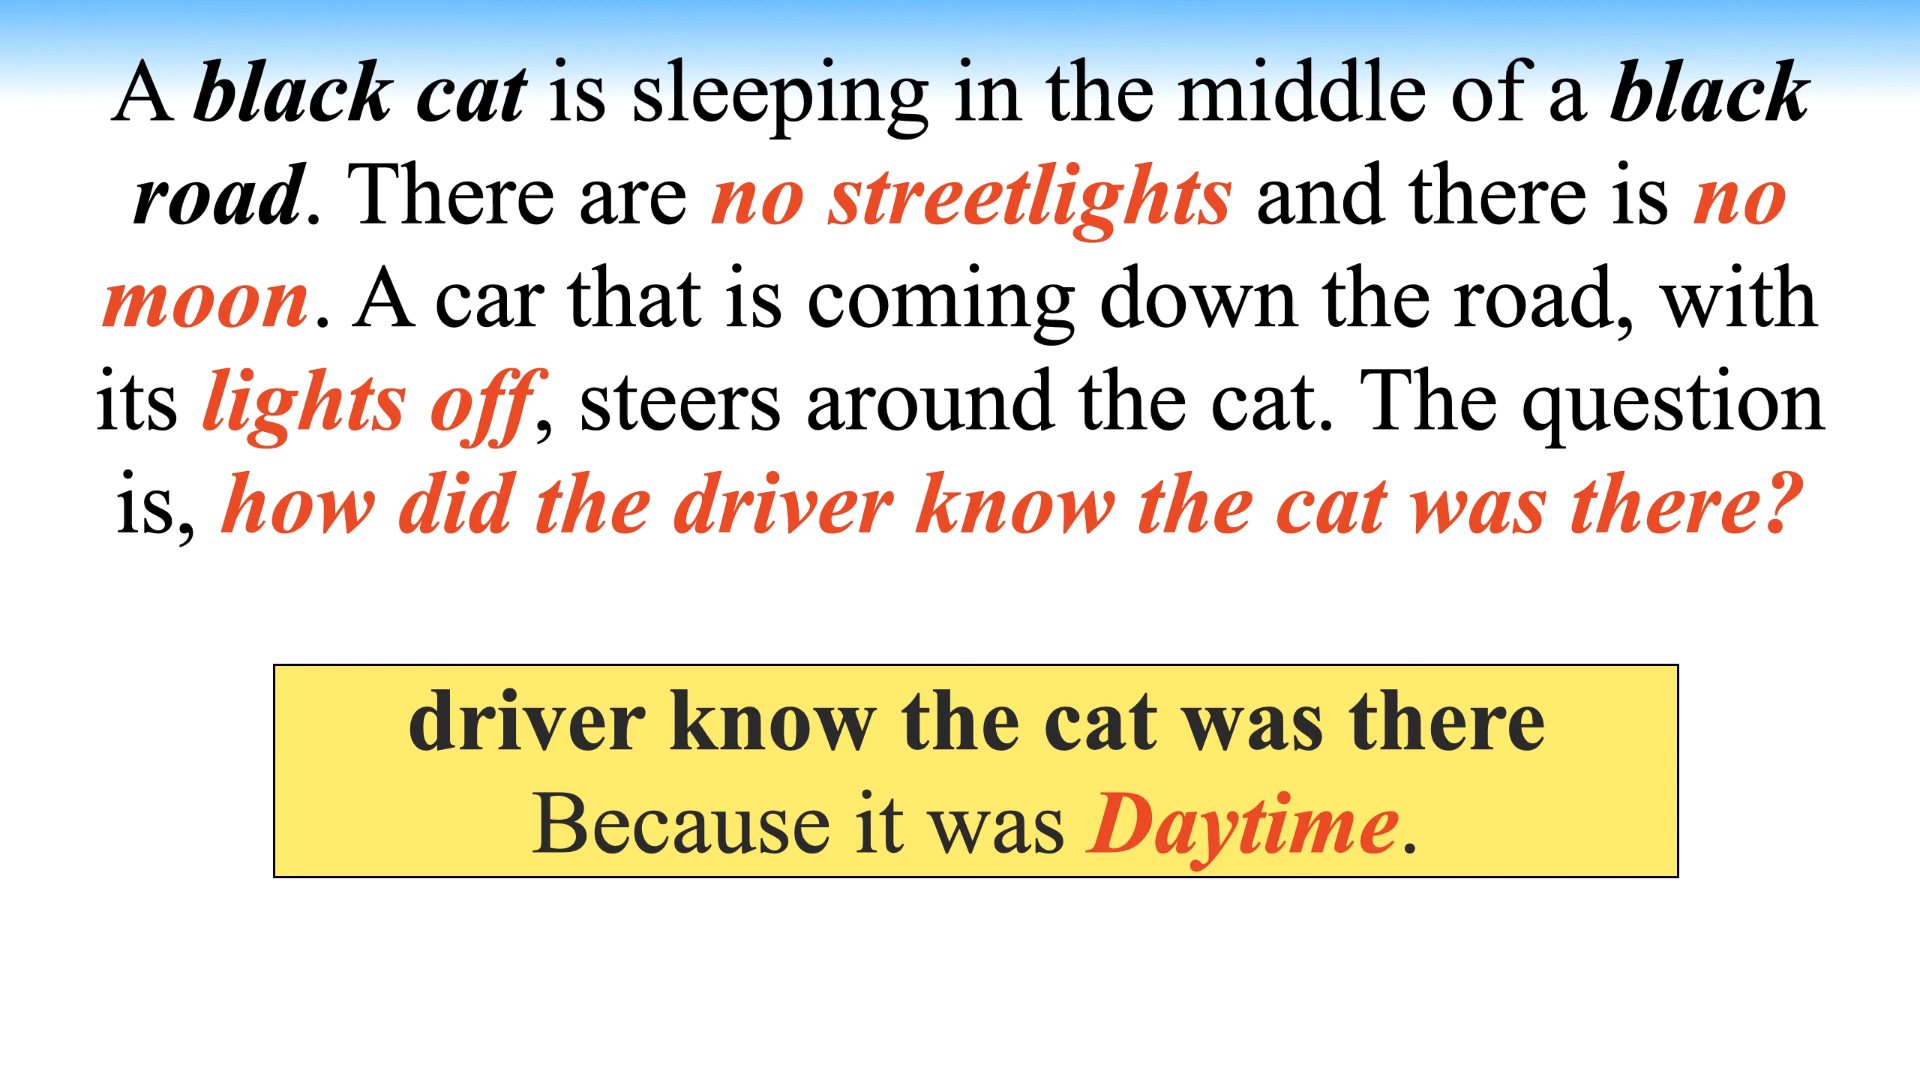 A black cat is sleeping in the middle of a black
road. There are no streetlights and there is no
moon. A car that is coming down the road, with
its lights off, steers around the cat. The question
is, how did the driver know the cat was there?
driver know the cat was there
Because it was Daytime.